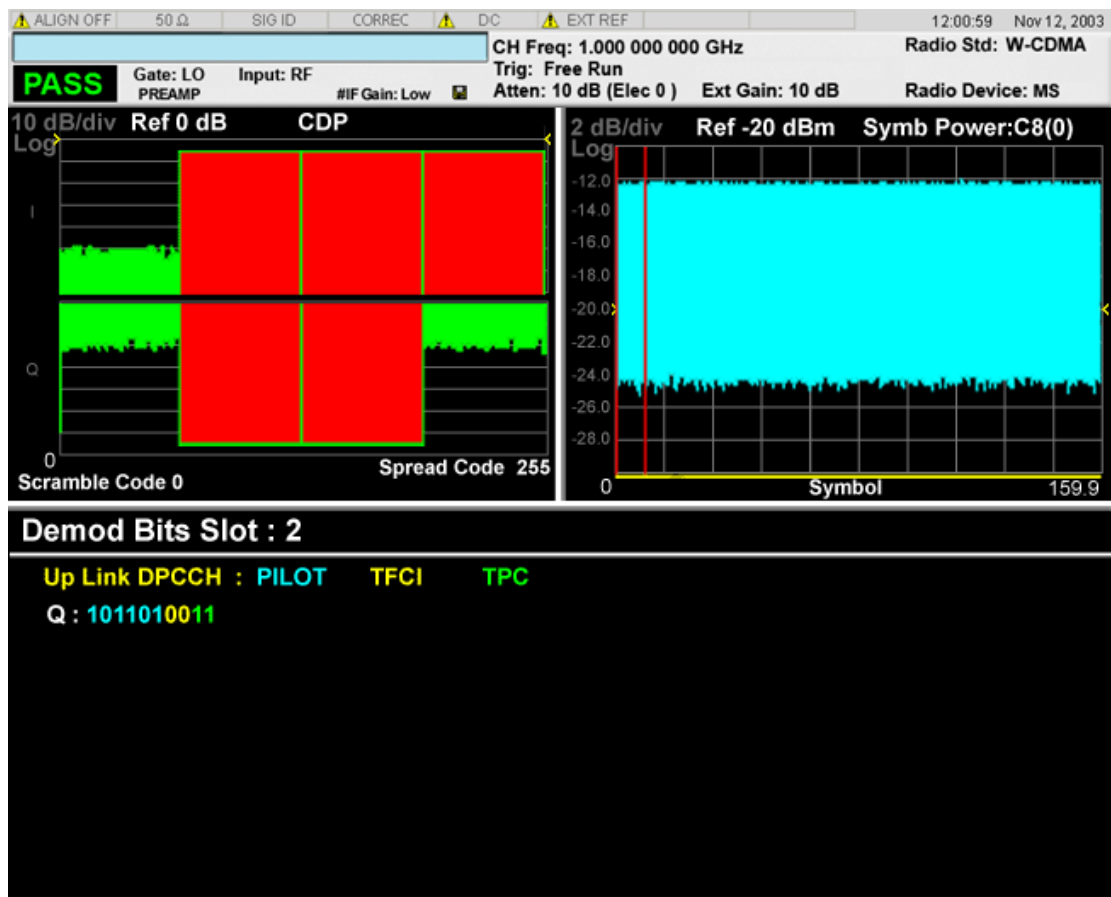 ALIGN OFF 50 Ω SIG ID CORREC DC EXT REF 12:00:59 Nov 12, 2003
CH Freq: 1.000 000 000 GHz Radio Std: W-CDMA
Trig: Free Run
PASS Gate: LO Input: RF
PREAMP #IF Gain: Low Atten: 10 dB (Elec 0 ) Ext Gain: 10 dB Radio Device: MS
10 dB/div Ref 0 dB CDP
Log
I
Q
0
Spread Code 255
Scramble Code 0
2 dB/div Ref -20 dBm Symb Power:C8(0)
Log
-12.0
-14.0
-16.0
-18.0
-20.0
-22.0
-24.0
-26.0
-28.0
0 Symbol 159.9
Demod Bits Slot : 2
Up Link DPCCH : PILOT TFCI TPC
Q : 1011010011